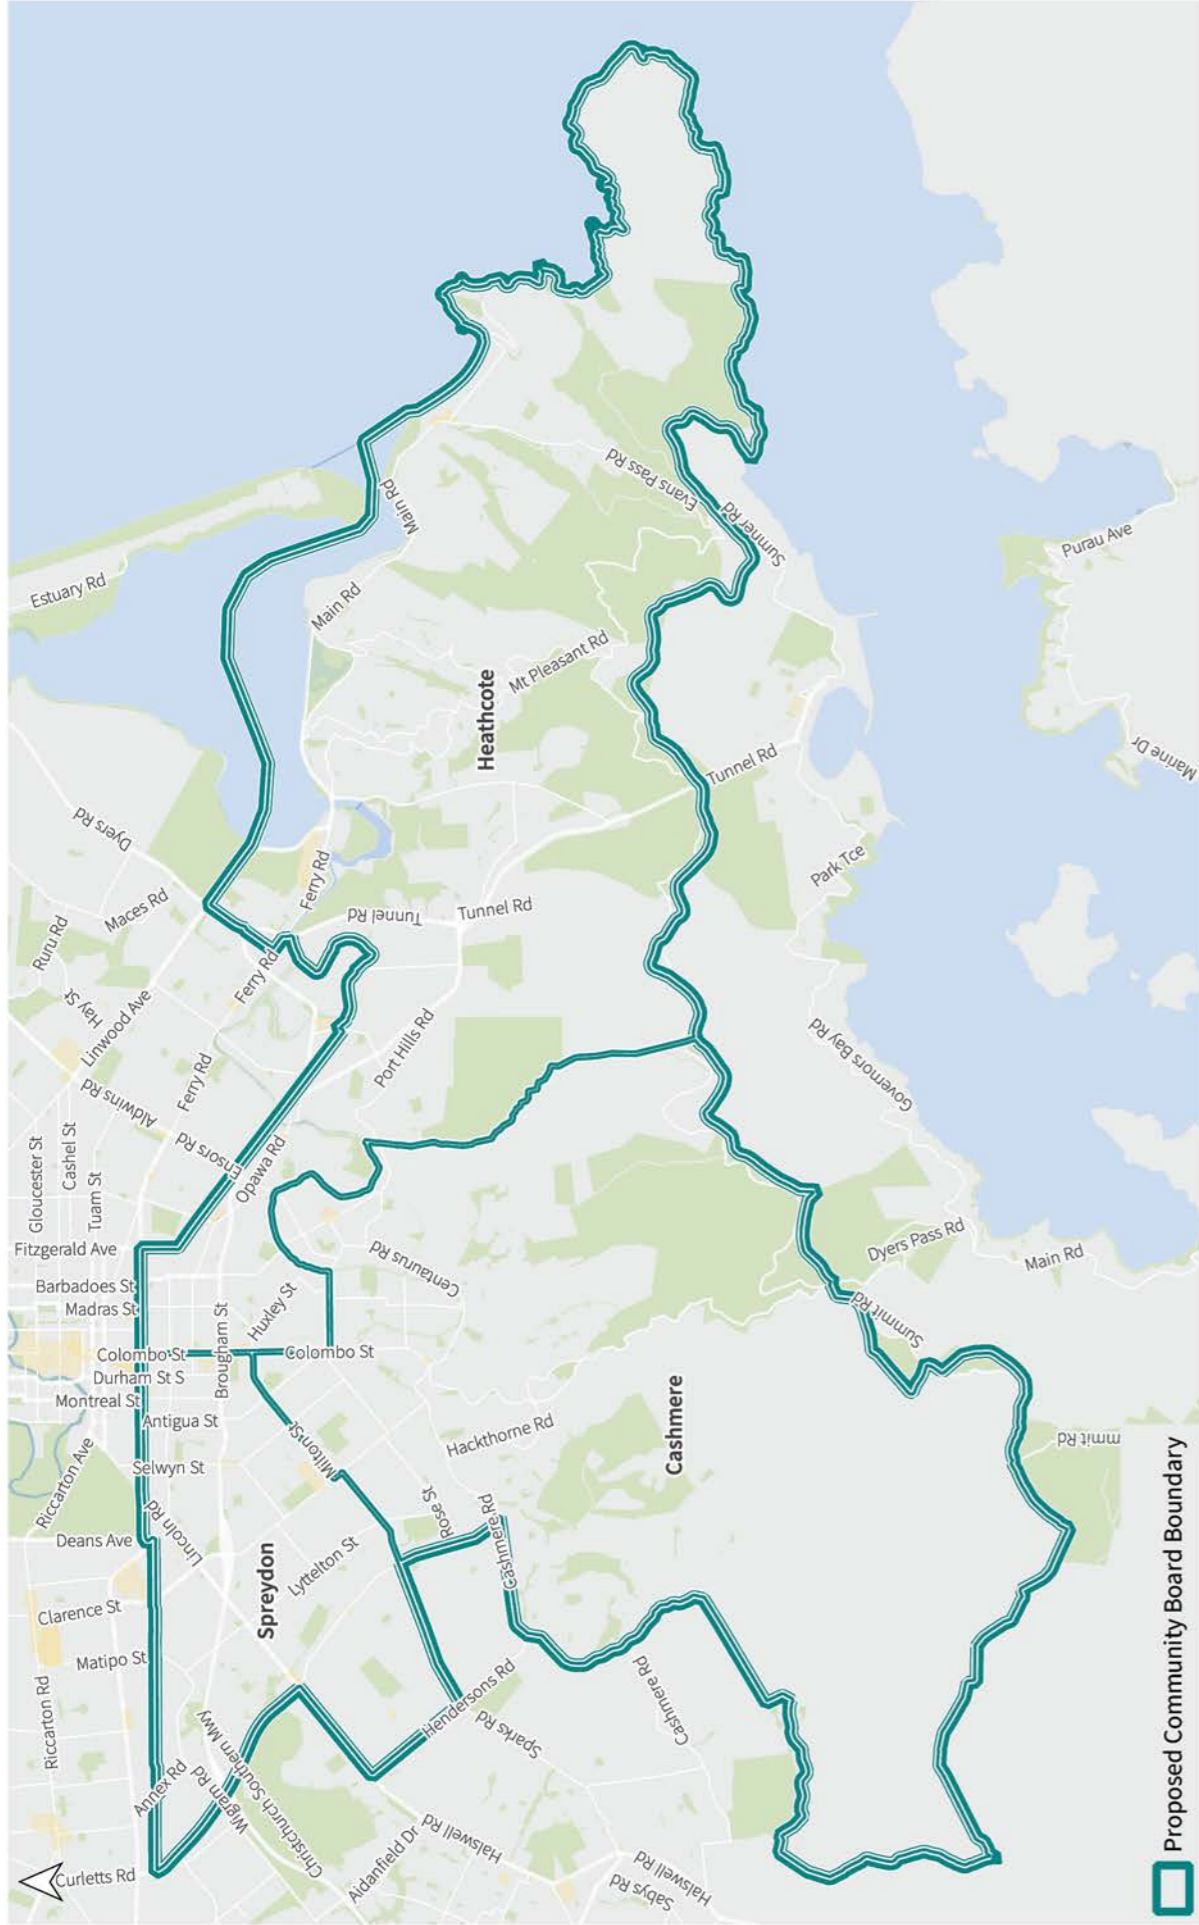 Curletts Rd
Riccarton Rd
Clarence St
Matipo St
Deans Ave
Riccarton Ave
Montreal St
Durham St S
Colombo St
Madras St
Barbadoes St
Fitzgerald Ave
Gloucester St
Cashel St
Tuam St
Hay St
Ruru Rd
Estuary Rd
Annex Rd
Wigram Rd
Christchurch Southern Mwy
Lincoln Rd
Selwyn St
Antigua St
Brougham St
Huxley St
Ensors Rd
Aldwins Rd
Ferry Rd
Linwood Ave
Maces Rd
Dyers Rd
Spreydon
Lyttelton St
Milton St
Colombo St
Opawa Rd
Ferry Rd
Ferry Rd
Main Rd
Main Rd
Aidanfield Dr
Halswell Rd
Hendersons Rd
Sparks Rd
Rose St
Cashmere Rd
Hackthorne Rd
Centaurus Rd
Port Hills Rd
Tunnel Rd
Tunnel Rd
Heathcote
Mt Pleasant Rd
Evans Pass Rd
Sabys Rd
Halswell Rd
Halswell Rd
Cashmere Rd
Cashmere
Tunnel Rd
Sumner Rd
Summit Rd
Dyers Pass Rd
Governors Bay Rd
Park Tce
Main Rd
mmit Rd
Purau Ave
Marine Dr
Proposed Community Board Boundary